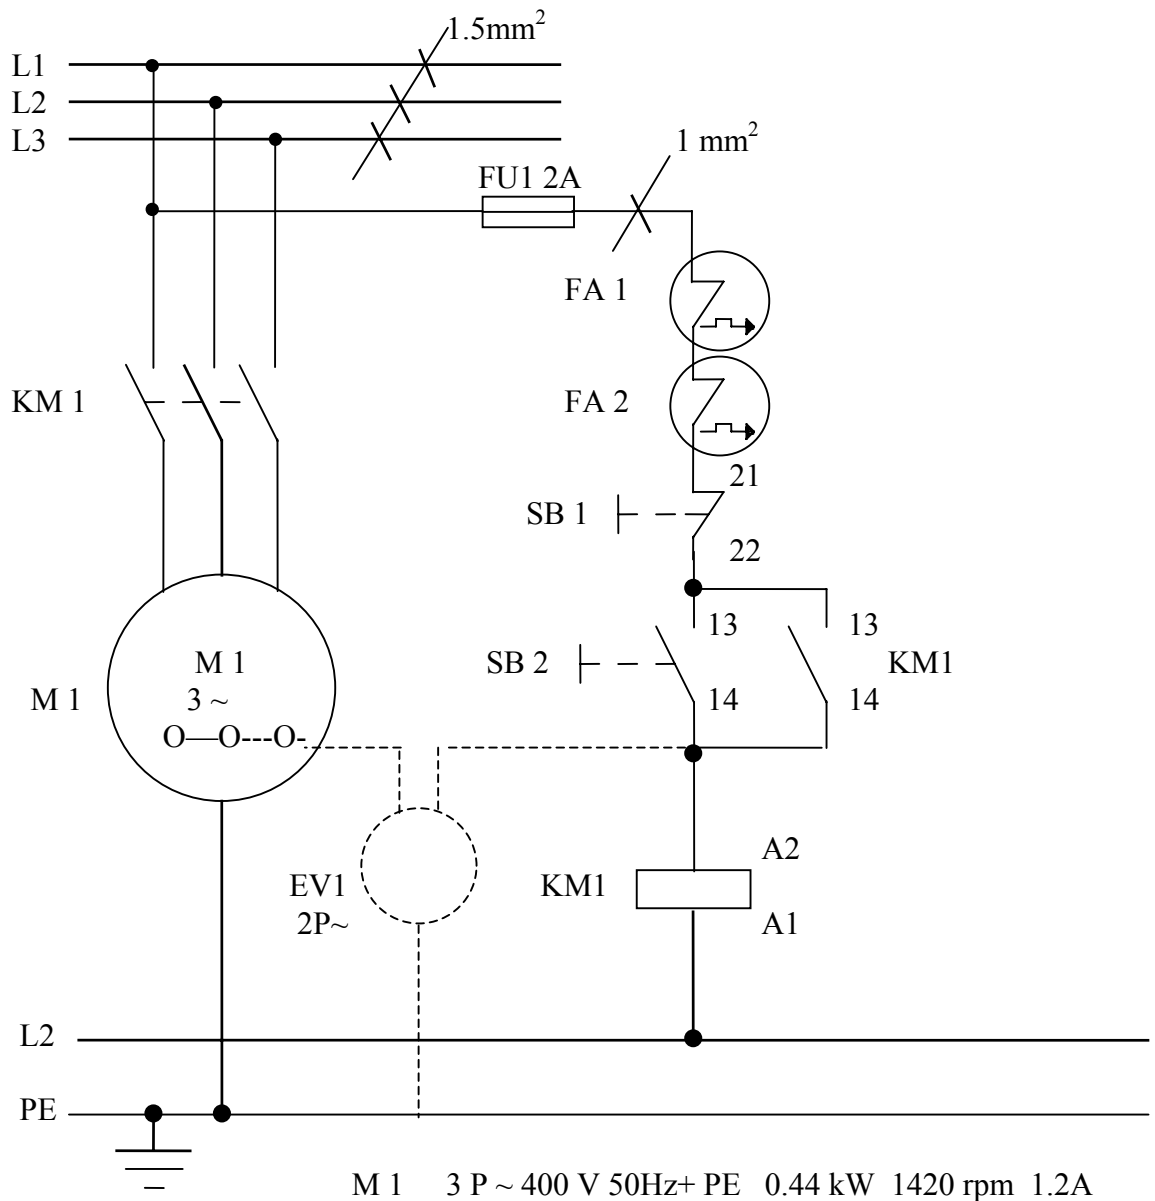 1.5mm²
L1
L2
L3
1 mm²
FU1 2A
FA 1
KM 1
FA 2
21
SB 1
22
13 13
SB 2 KM1
14 14
M 1
M 1
3 ~
O—O---O-
A2
EV1 KM1
2P~ A1
L2
PE
M 1 3 P ~ 400 V 50Hz+ PE 0.44 kW 1420 rpm 1.2A